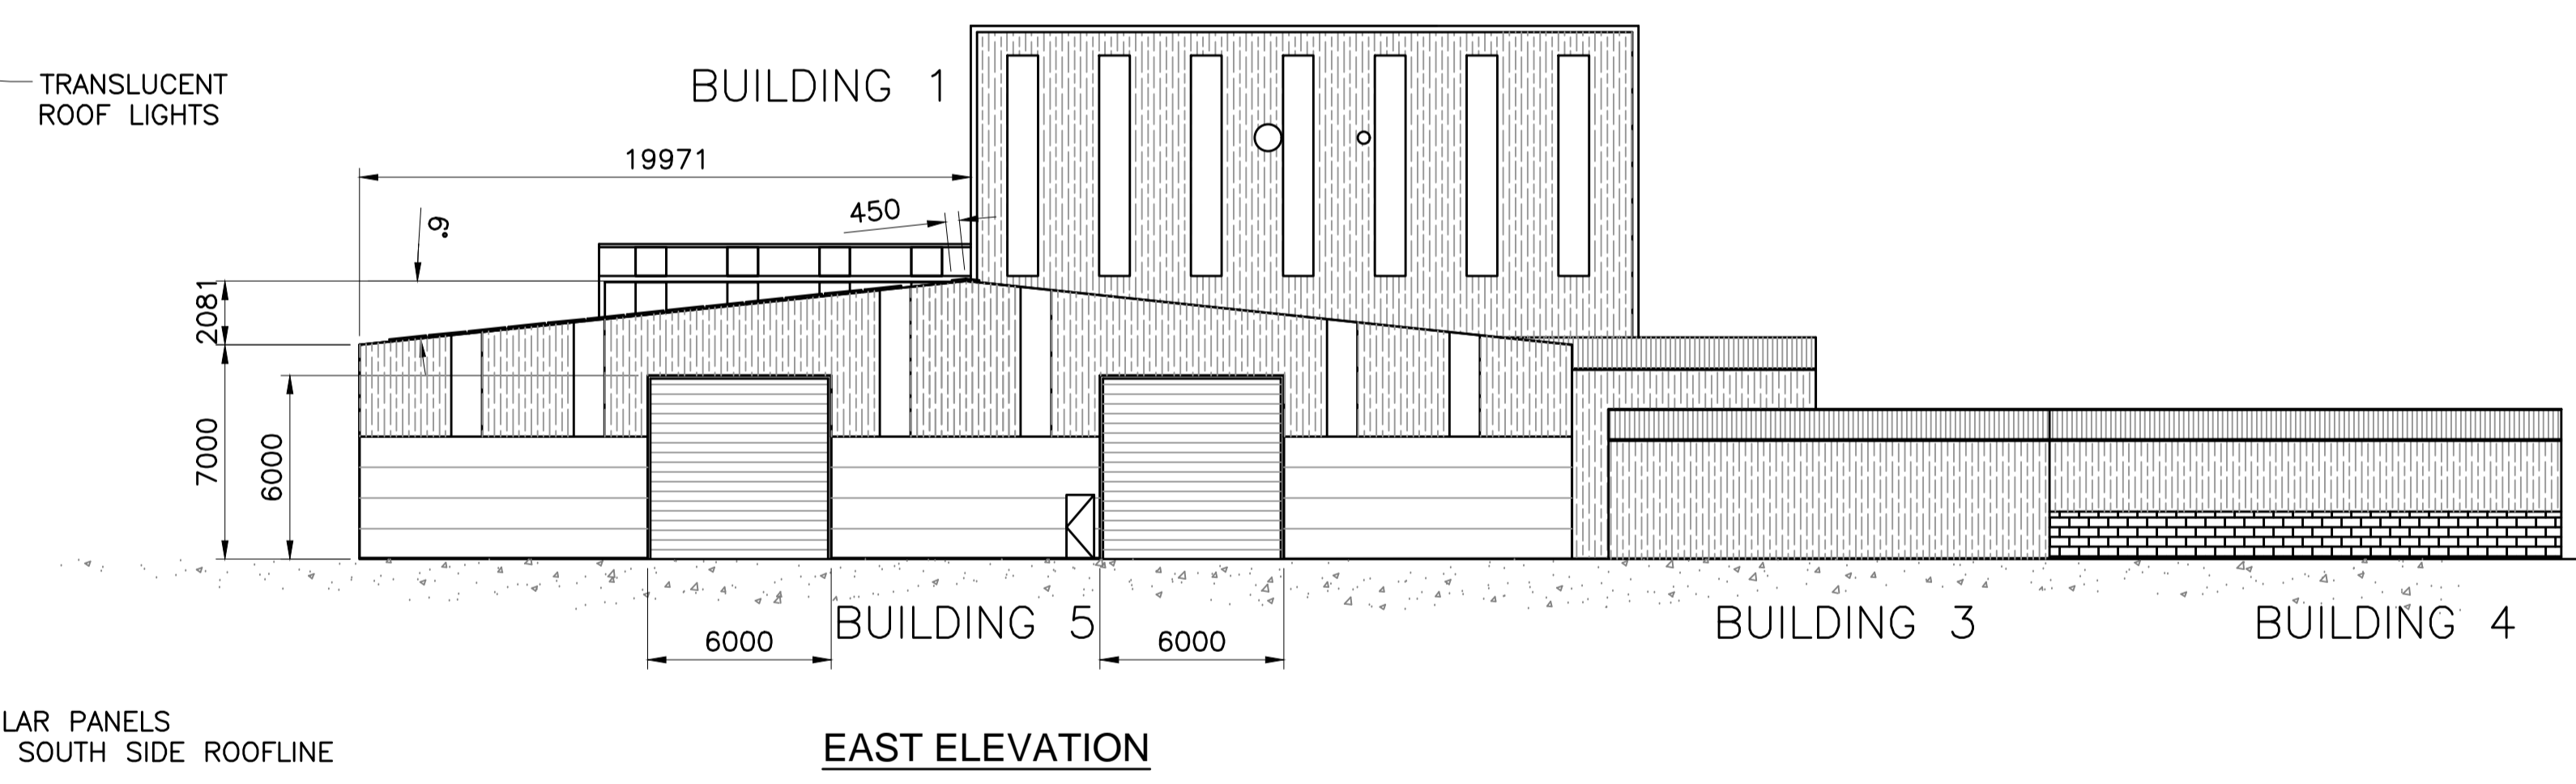 TRANSLUCENT
ROOF LIGHTS
BUILDING 1
19971
450
6°
2081
7000
6000
BUILDING 5
6000
6000
BUILDING 3
BUILDING 4
LAR PANELS
SOUTH SIDE ROOFLINE
EAST ELEVATION